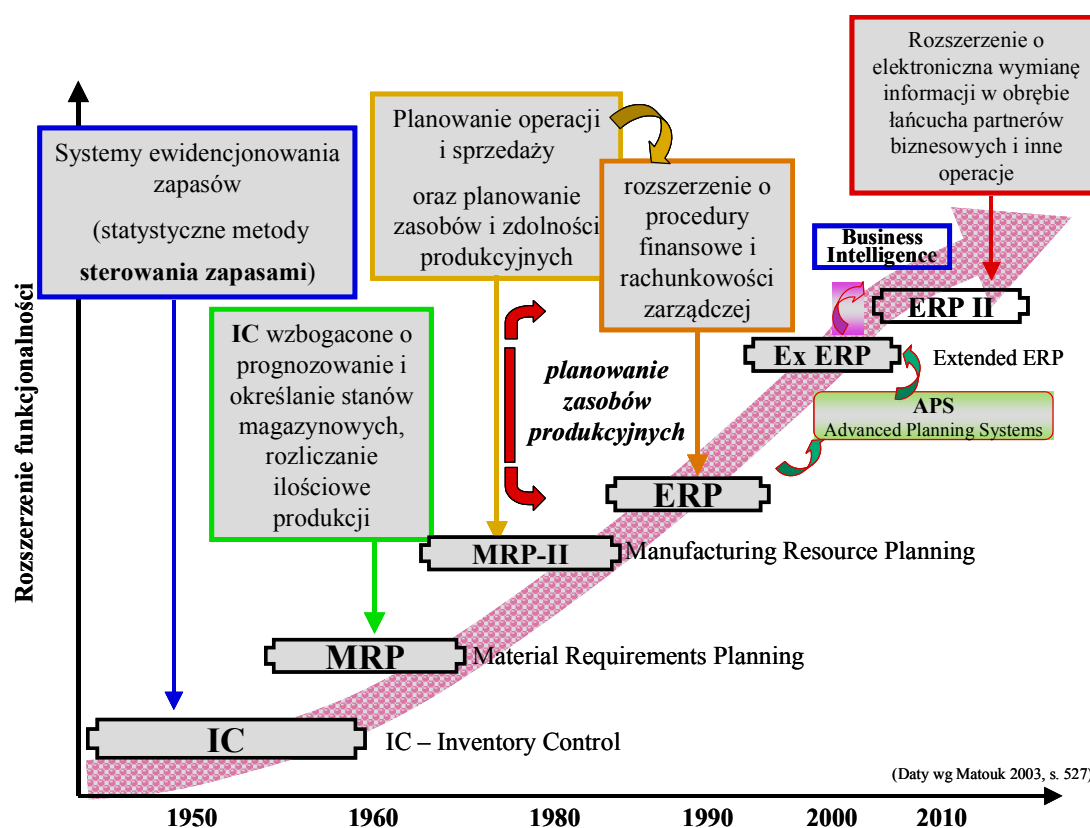 Rozszerzenie o
elektroniczna wymianę
informacji w obrębie
łańcucha partnerów
biznesowych i inne
operacje
Planowanie operacji
i sprzedaży
oraz planowanie
zasobów i zdolności
produkcyjnych
Systemy ewidencjonowania
zapasów
(statystyczne metody
sterowania zapasami)
rozszerzenie o
procedury
finansowe i
rachunkowości
zarządczej
Business
Intelligence
ERP II
IC wzbogacone o
prognozowanie i
określanie stanów
magazynowych,
rozliczanie
ilościowe
produkcji
planowanie
zasobów
produkcyjnych
Ex ERP
Extended ERP
APS
Advanced Planning Systems
ERP
MRP-II
Manufacturing Resource Planning
MRP
Material Requirements Planning
IC
IC – Inventory Control
Rozszerzenie funkcjonalności
(Daty wg Matouk 2003, s. 527)
1950 1960 1980 1990 2000 2010